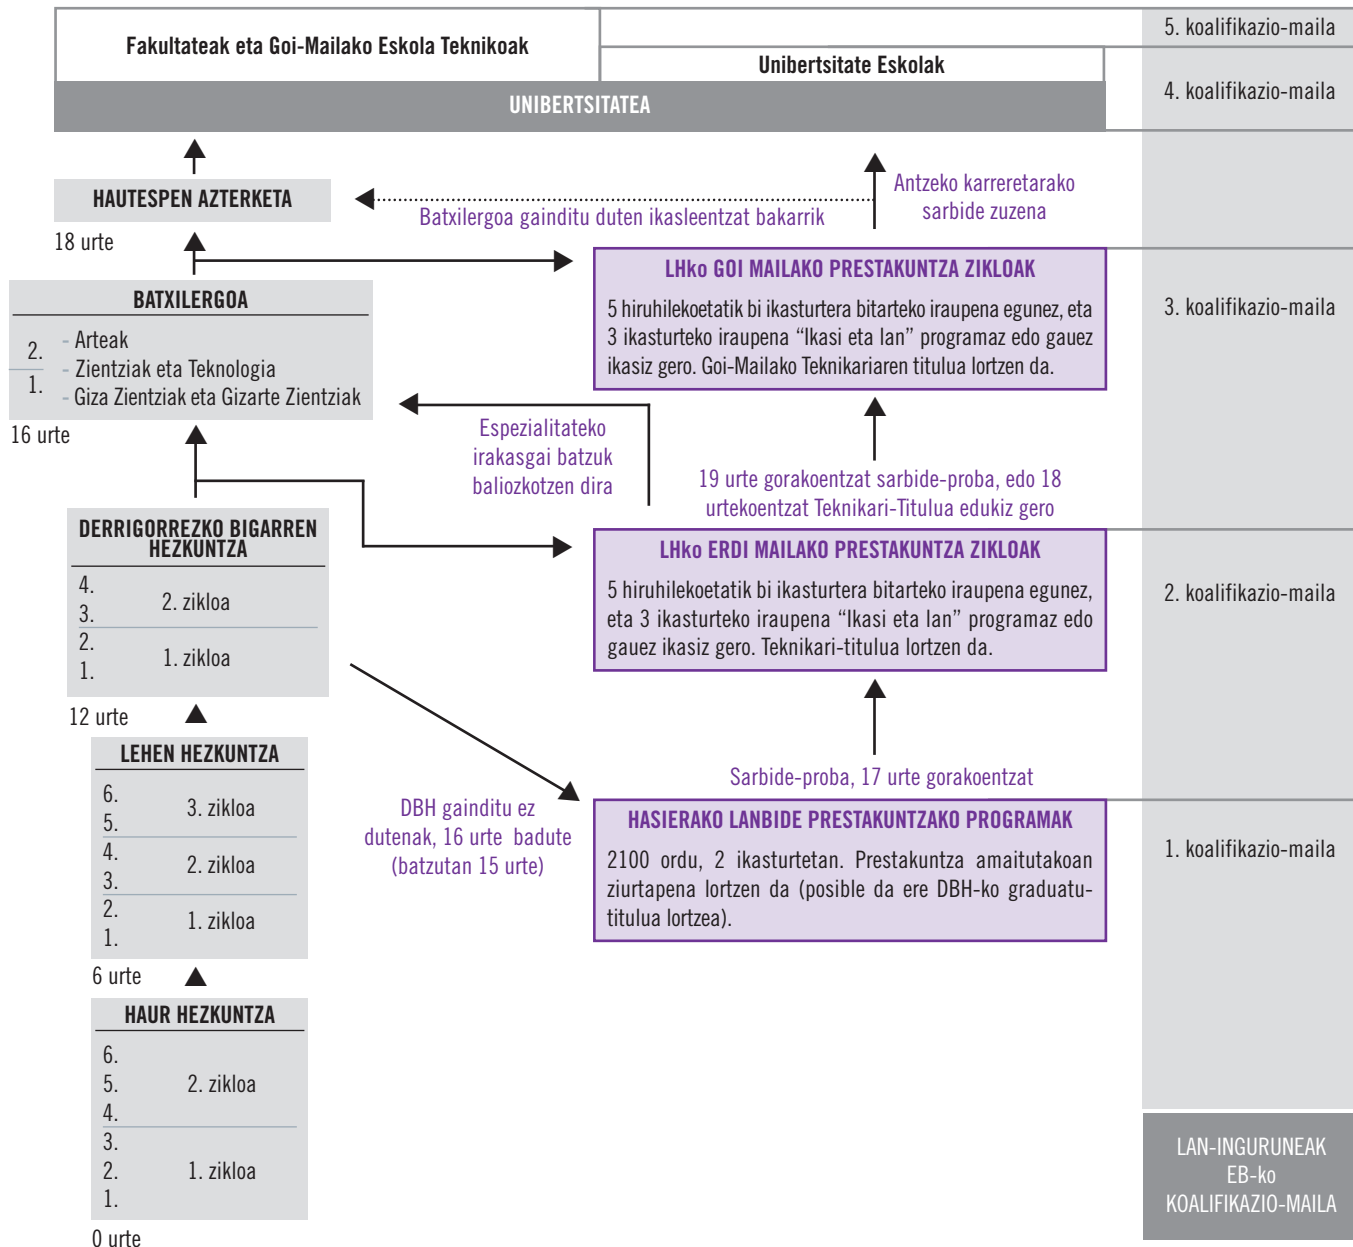 Fakultateak eta Goi-Mailako Eskola Teknikoak
5. koalifikazio-maila
Unibertsitate Eskolak
4. koalifikazio-maila
UNIBERTSITATEA
HAUTESPEN AZTERKETA
18 urte
Batxilergoa gainditu duten ikasleentzat bakarrik
Antzeko karreretarako
sarbide zuzena
BATXILERGOA
2.
1.
- Arteak
- Zientziak eta Teknologia
- Giza Zientziak eta Gizarte Zientziak
16 urte
LHko GOI MAILAKO PRESTAKUNTZA ZIKLOAK
5 hiruhilekoetatik bi ikasturtera bitarteko iraupena egunez, eta
3 ikasturteko iraupena “Ikasi eta lan” programaz edo gauez
ikasiz gero. Goi-Mailako Teknikariaren titulua lortzen da.
3. koalifikazio-maila
Espezialitateko
irakasgai batzuk
baliozkotzen dira
19 urte gorakoentzat sarbide-proba, edo 18
urtekoentzat Teknikari-Titulua edukiz gero
DERRIGORREZKO BIGARREN
HEZKUNTZA
4.
3.
2. zikloa
2.
1.
1. zikloa
12 urte
LHko ERDI MAILAKO PRESTAKUNTZA ZIKLOAK
5 hiruhilekoetatik bi ikasturtera bitarteko iraupena egunez,
eta 3 ikasturteko iraupena “Ikasi eta lan” programaz edo
gauez ikasiz gero. Teknikari-titulua lortzen da.
2. koalifikazio-maila
LEHEN HEZKUNTZA
6.
5.
3. zikloa
4.
3.
2. zikloa
2.
1.
1. zikloa
6 urte
DBH gainditu ez
dutenak, 16 urte badute
(batzutan 15 urte)
Sarbide-proba, 17 urte gorakoentzat
HASIERAKO LANBIDE PRESTAKUNTZAKO PROGRAMAK
2100 ordu, 2 ikasturtetan. Prestakuntza amaitutakoan
ziurtapena lortzen da (posible da ere DBH-ko graduatu-
titulua lortzea).
1. koalifikazio-maila
HAUR HEZKUNTZA
6.
5.
4.
2. zikloa
3.
2.
1.
1. zikloa
0 urte
LAN-INGURUNEAK
EB-ko
KOALIFIKAZIO-MAILA